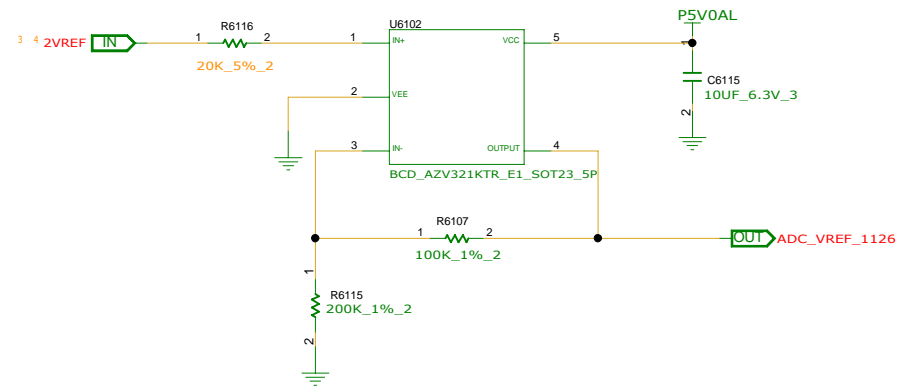 P5V0AL
R6116
U6102
3 4 2VREF IN 1 2 1 IN+ VCC 5 1
20K_5%_2
C6115
10UF_6.3V_3
2 VEE 2
3 IN- OUTPUT 4
BCD_AZV321KTR_E1_SOT23_5P
R6107
1 2 OUT ADC_VREF_1126
100K_1%_2
1
R6115
200K_1%_2
2